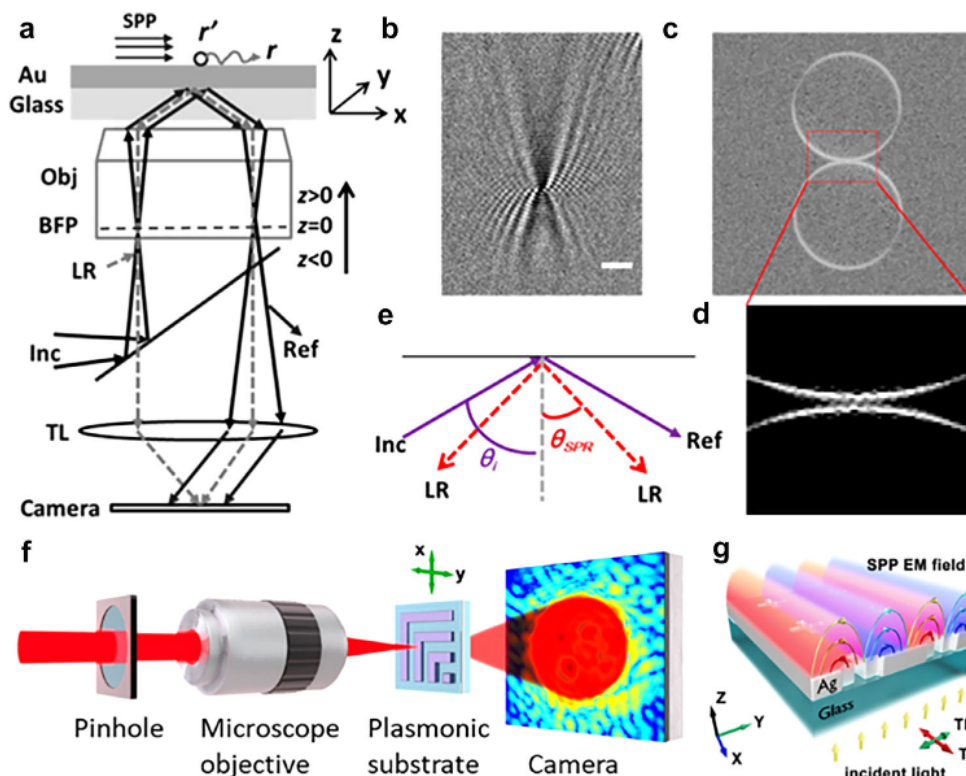 a
SPP
r'
r
Au
Glass
z
y
x
Obj
BFP
z>0
z=0
z<0
LR
Inc
Ref
TL
Camera
b
c
d
e
Inc
θi
θSPR
Ref
LR
LR
f
x
y
Pinhole
Microscope
objective
Plasmonic
substrate
Camera
g
SPP EM field
Ag
Glass
Z
Y
X
incident light